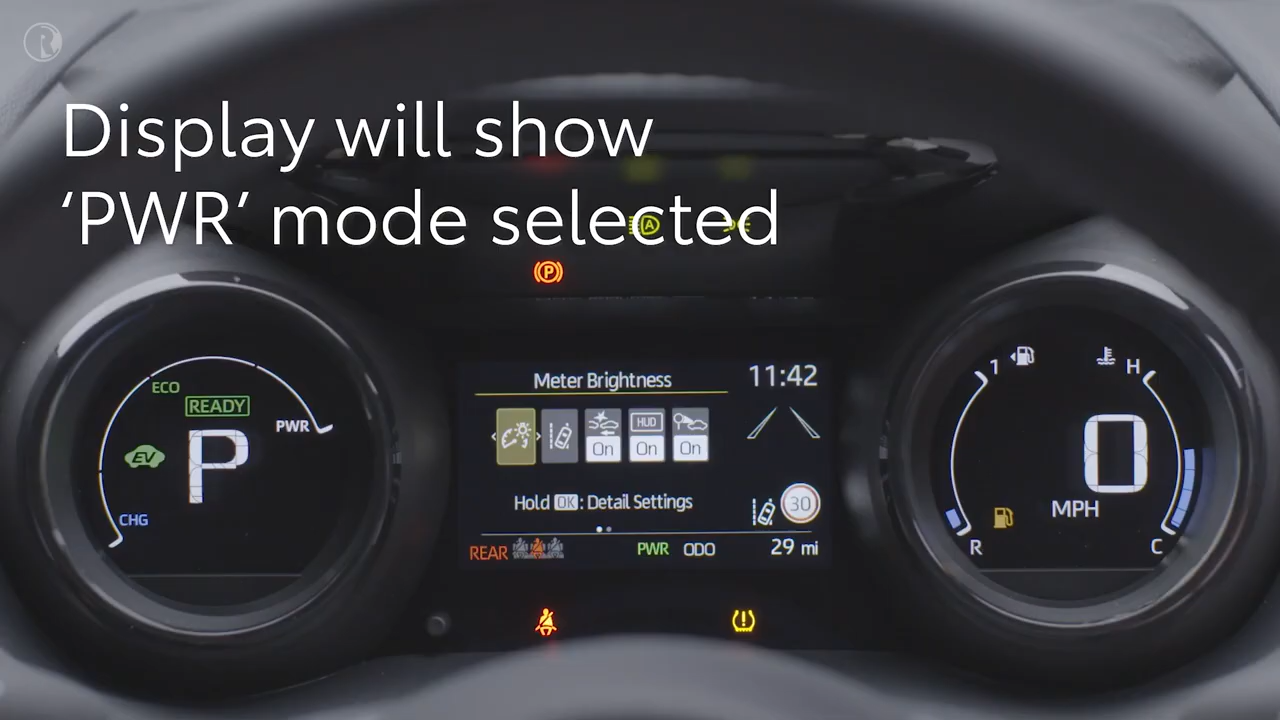 R
Display will show
'PWR' mode selected
A
P
ECO
READY
PWR
P
EV
CHG
Meter Brightness
11:42
HUD
On
On
On
Hold OK: Detail Settings
30
REAR
PWR
ODO
29 mi
1
H
0
MPH
R
C